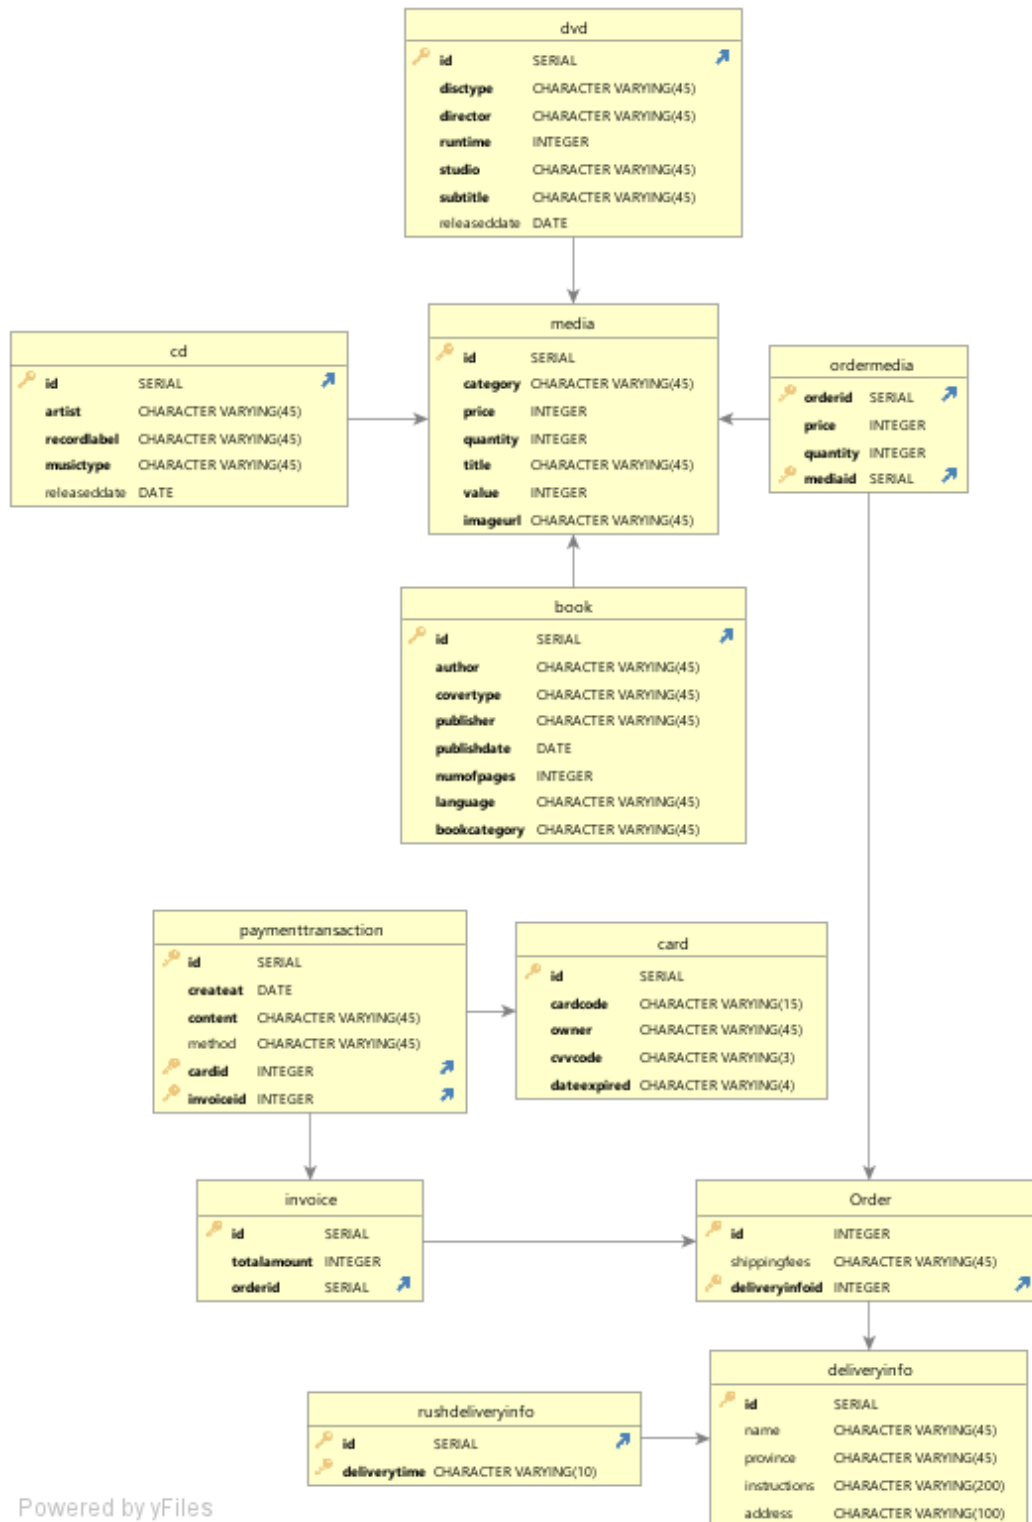 dvd
id SERIAL
disctype CHARACTER VARYING(45)
director CHARACTER VARYING(45)
runtime INTEGER
studio CHARACTER VARYING(45)
subtitle CHARACTER VARYING(45)
releaseddate DATE
media
id SERIAL
category CHARACTER VARYING(45)
price INTEGER
quantity INTEGER
title CHARACTER VARYING(45)
value INTEGER
imageurl CHARACTER VARYING(45)
cd
id SERIAL
artist CHARACTER VARYING(45)
recordlabel CHARACTER VARYING(45)
musictype CHARACTER VARYING(45)
releaseddate DATE
ordermedia
orderid SERIAL
price INTEGER
quantity INTEGER
mediaid SERIAL
book
id SERIAL
author CHARACTER VARYING(45)
covertype CHARACTER VARYING(45)
publisher CHARACTER VARYING(45)
publishdate DATE
numofpages INTEGER
language CHARACTER VARYING(45)
bookcategory CHARACTER VARYING(45)
paymenttransaction
id SERIAL
createat DATE
content CHARACTER VARYING(45)
method CHARACTER VARYING(45)
cardid INTEGER
invoiceid INTEGER
card
id SERIAL
cardcode CHARACTER VARYING(15)
owner CHARACTER VARYING(45)
cvvcode CHARACTER VARYING(3)
dateexpired CHARACTER VARYING(4)
invoice
id SERIAL
totalamount INTEGER
orderid SERIAL
Order
id INTEGER
shippingfees CHARACTER VARYING(45)
deliveryinfoid INTEGER
deliveryinfo
id SERIAL
name CHARACTER VARYING(45)
province CHARACTER VARYING(45)
instructions CHARACTER VARYING(200)
address CHARACTER VARYING(100)
rushdeliveryinfo
id SERIAL
deliverytime CHARACTER VARYING(10)
Powered by yFiles